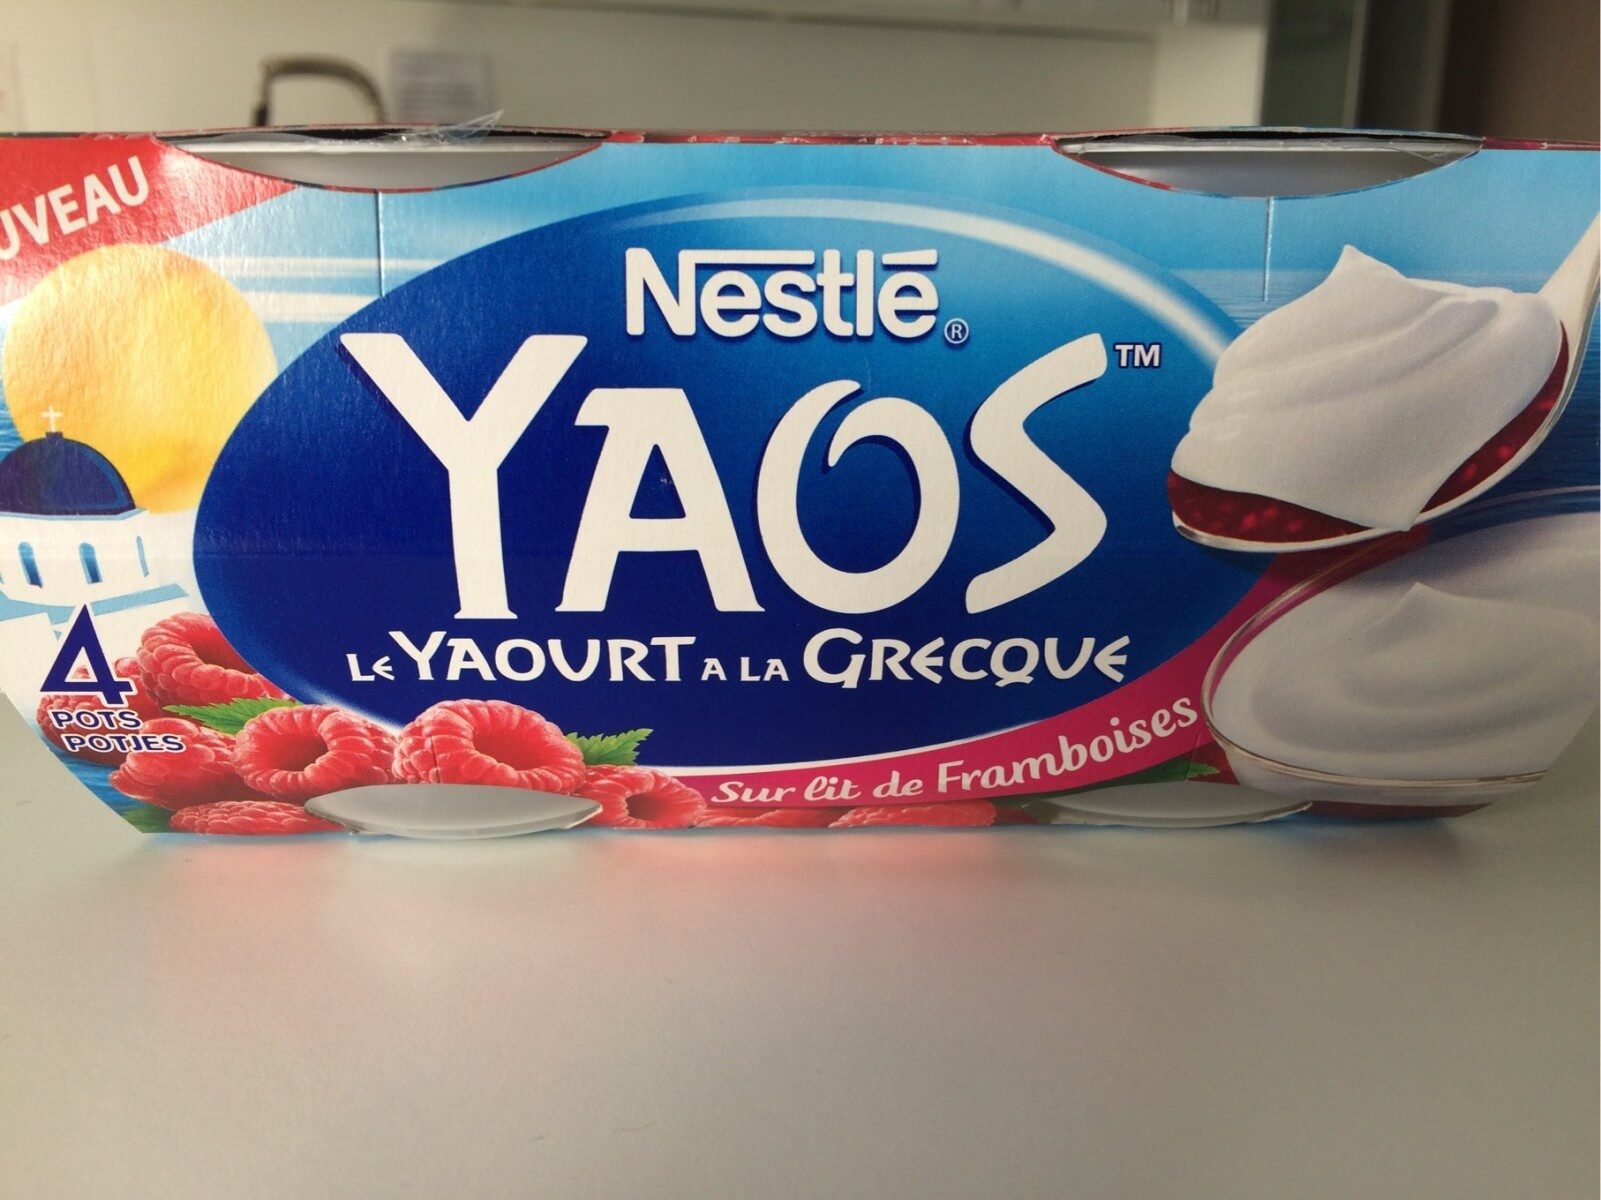 UVEAU
Nestlé®
YAOS™
LE YAOURT A LA GRECQUE
Sur lit de Framboises
4
POTS
POTJES